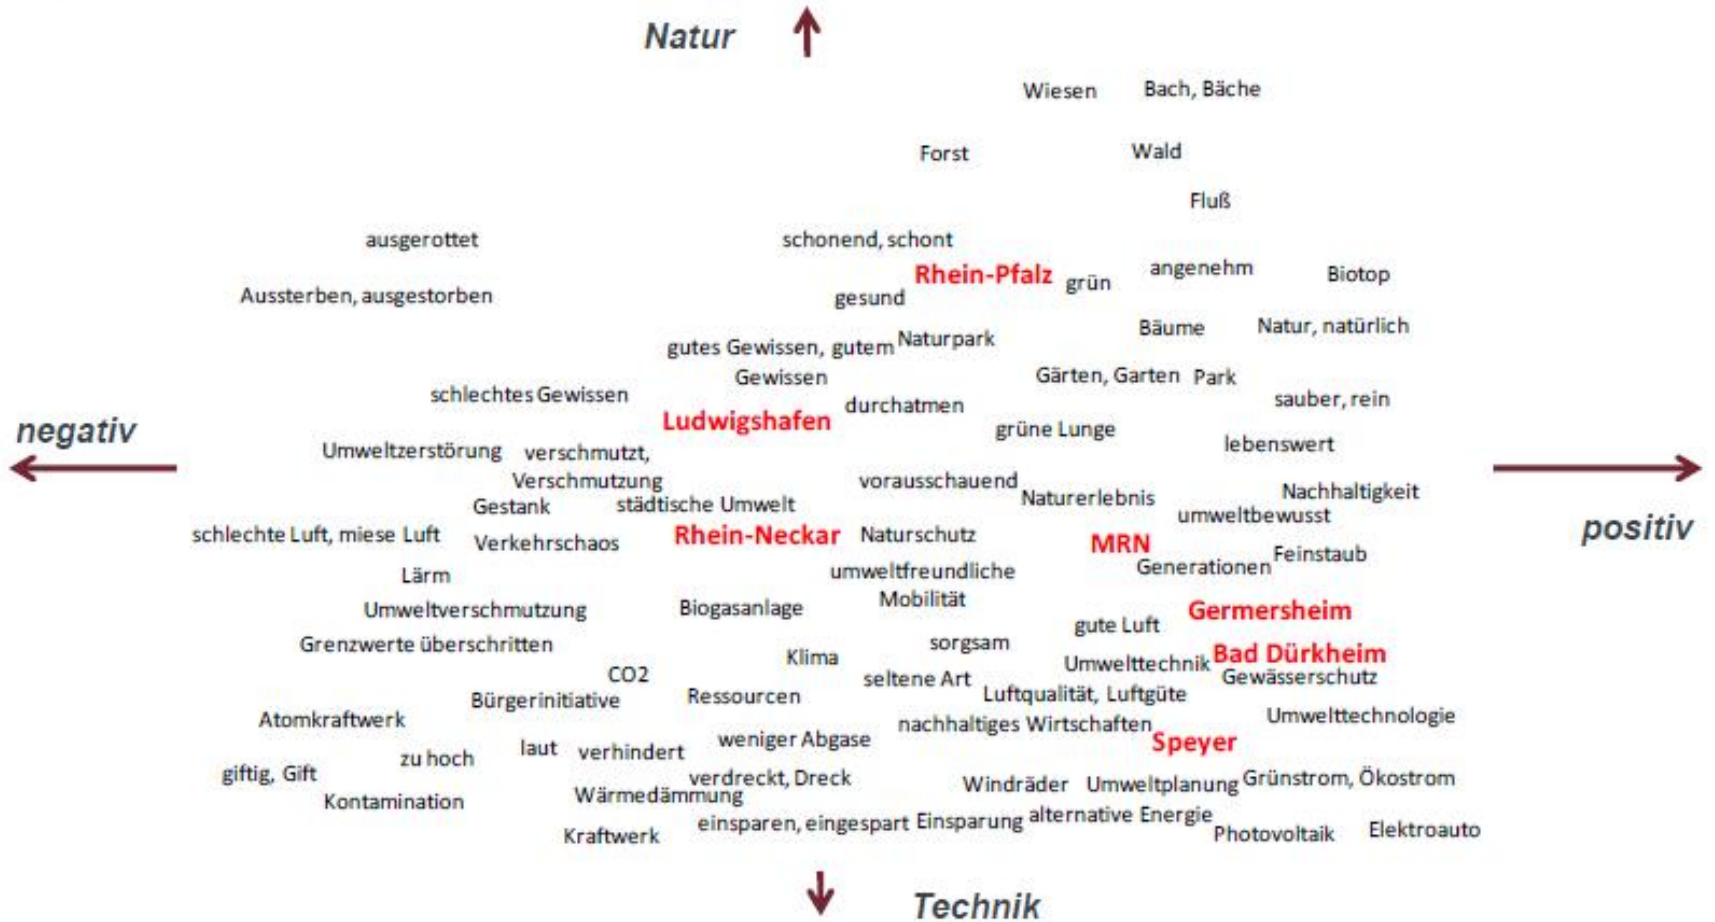 Natur
Wiesen Bach, Bäche
Forst Wald
Fluß
ausgerottet schonend, schont
Rhein-Pfalz grün angenehm Biotop
Aussterben, ausgestorben gesund
Bäume Natur, natürlich
gutes Gewissen, gutem Naturpark
Gewissen Gärten, Garten Park
schlechtes Gewissen durchatmen sauber, rein
Ludwigshafen
negativ grüne Lunge lebenswert
Umweltzerstörung verschmutzt,
Verschmutzung vorausschauend
Gestank städtische Umwelt Naturerlebnis Nachhaltigkeit
umweltbewusst
positiv
schlechte Luft, miese Luft Verkehrschaos Rhein-Neckar Naturschutz MRN Feinstaub
Lärm umweltfreundliche Generationen
Mobilität
Umweltverschmutzung Biogasanlage Germersheim
gute Luft
Grenzwerte überschritten sorgsam
Klima Umwelttechnik Bad Dürkheim
CO2 seltene Art Gewässerschutz
Bürgerinitiative Ressourcen Luftqualität, Luftgüte
Atomkraftwerk nachhaltiges Wirtschaften Umwelttechnologie
zu hoch laut verhindert weniger Abgase Speyer
giftig, Gift verdreckt, Dreck Windräder Umweltplanung Grünstrom, Ökostrom
Kontamination Wärmedämmung
Kraftwerk einsparen, eingespart Einsparung alternative Energie Photovoltaik Elektroauto
Technik